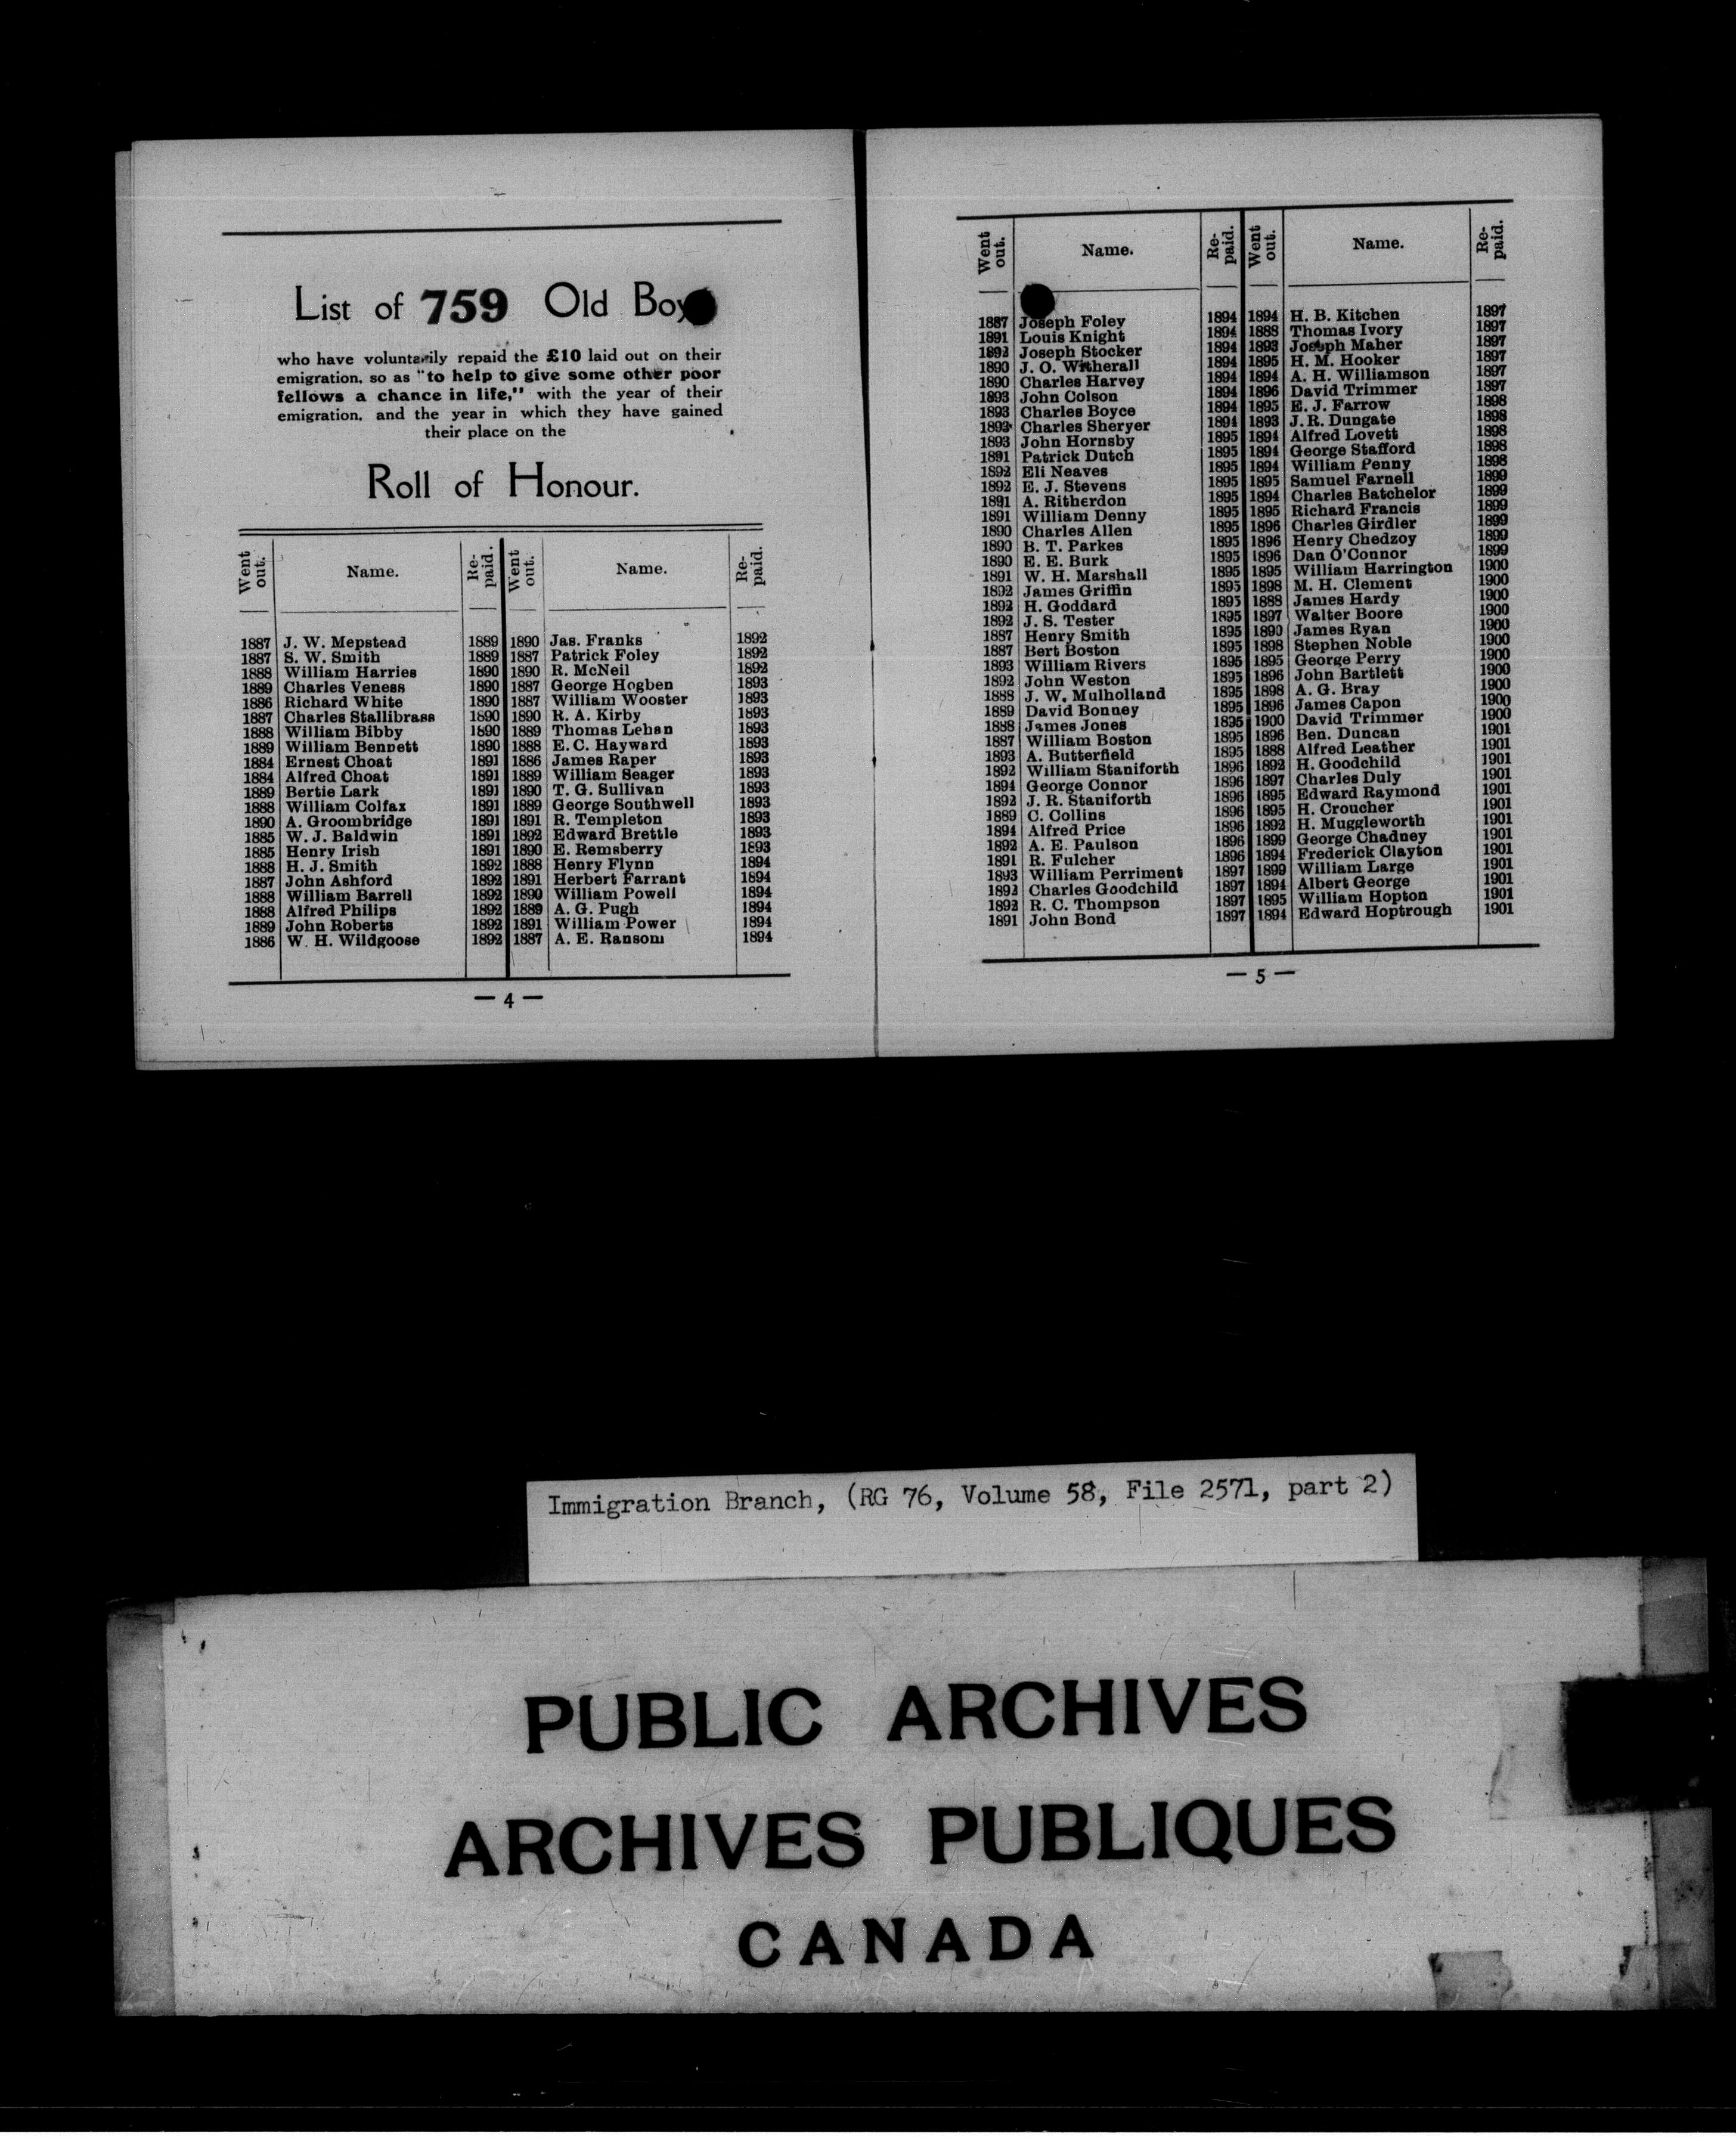 List of 759 Old Boy
who have voluntarily repaid the £10 laid out on their
emigration, so as "to help to give some other poor
fellows a chance in life," with the year of their
emigration, and the year in which they have gained
their place on the
Roll of Honour.
Went out. Name. Re-paid. Went out. Name. Re-paid.
1887 J. W. Mepstead 1889 1890 Jas. Franks 1892
1887 S. W. Smith 1889 1887 Patrick Foley 1892
1888 William Harries 1890 1890 R. McNeil 1892
1889 Charles Veness 1890 1887 George Hogben 1893
1886 Richard White 1890 1887 William Wooster 1893
1887 Charles Stallibrass 1890 1890 R. A. Kirby 1893
1888 William Bibby 1890 1889 Thomas Lehan 1893
1889 William Bennett 1890 1888 E. C. Hayward 1893
1884 Ernest Choat 1891 1886 James Raper 1893
1884 Alfred Choat 1891 1889 William Seager 1893
1889 Bertie Lark 1891 1890 T. G. Sullivan 1893
1888 William Colfax 1891 1889 George Southwell 1893
1890 A. Groombridge 1891 1891 R. Templeton 1893
1885 W. J. Baldwin 1891 1892 Edward Brettle 1893
1885 Henry Irish 1891 1890 E. Remsberry 1893
1888 H. J. Smith 1892 1888 Henry Flynn 1894
1887 John Ashford 1892 1891 Herbert Farrant 1894
1888 William Barrell 1892 1890 William Powell 1894
1888 Alfred Philips 1892 1889 A. G. Pugh 1894
1889 John Roberts 1892 1891 William Power 1894
1886 W. H. Wildgoose 1892 1887 A. E. Ransom 1894
— 4 —
Went out. Name. Re-paid. Went out. Name. Re-paid.
1887 Joseph Foley 1894 1894 H. B. Kitchen 1897
1891 Louis Knight 1894 1888 Thomas Ivory 1897
1892 Joseph Stocker 1894 1893 Joseph Maher 1897
1890 J. O. Witherall 1894 1895 H. M. Hooker 1897
1890 Charles Harvey 1894 1894 A. H. Williamson 1897
1893 John Colson 1894 1896 David Trimmer 1897
1893 Charles Boyce 1894 1895 E. J. Farrow 1898
1893 Charles Sheryer 1894 1893 J. R. Dungate 1898
1893 John Hornsby 1895 1894 Alfred Lovett 1898
1891 Patrick Dutch 1895 1894 George Stafford 1898
1892 Eli Neaves 1895 1894 William Penny 1898
1892 E. J. Stevens 1895 1895 Samuel Farnell 1899
1891 A. Ritherdon 1895 1894 Charles Batchelor 1899
1891 William Denny 1895 1895 Richard Francis 1899
1890 Charles Allen 1895 1896 Charles Girdler 1899
1890 B. T. Parkes 1895 1896 Henry Chedzoy 1899
1890 E. E. Burk 1895 1896 Dan O'Connor 1899
1891 W. H. Marshall 1895 1895 William Harrington 1900
1892 James Griffin 1895 1898 M. H. Clement 1900
1892 H. Goddard 1895 1888 James Hardy 1900
1892 J. S. Tester 1895 1897 Walter Boore 1900
1887 Henry Smith 1895 1890 James Ryan 1900
1887 Bert Boston 1895 1898 Stephen Noble 1900
1893 William Rivers 1895 1895 George Perry 1900
1892 John Weston 1895 1896 John Bartlett 1900
1888 J. W. Mulholland 1895 1898 A. G. Bray 1900
1889 David Bonney 1895 1896 James Capon 1900
1888 James Jones 1895 1900 David Trimmer 1900
1887 William Boston 1895 1896 Ben. Duncan 1901
1893 A. Butterfield 1895 1888 Alfred Leather 1901
1892 William Staniforth 1896 1892 H. Goodchild 1901
1894 George Connor 1896 1897 Charles Duly 1901
1892 J. R. Staniforth 1896 1895 Edward Raymond 1901
1889 C. Collins 1896 1895 H. Croucher 1901
1894 Alfred Price 1896 1892 H. Muggleworth 1901
1892 A. E. Paulson 1896 1899 George Chadney 1901
1891 R. Fulcher 1896 1894 Frederick Clayton 1901
1893 William Perriment 1897 1899 William Large 1901
1892 Charles Goodchild 1897 1894 Albert George 1901
1892 R. C. Thompson 1897 1895 William Hopton 1901
1891 John Bond 1897 1894 Edward Hoptrough 1901
— 5 —
Immigration Branch, (RG 76, Volume 58, File 2571, part 2)
PUBLIC ARCHIVES
ARCHIVES PUBLIQUES
CANADA